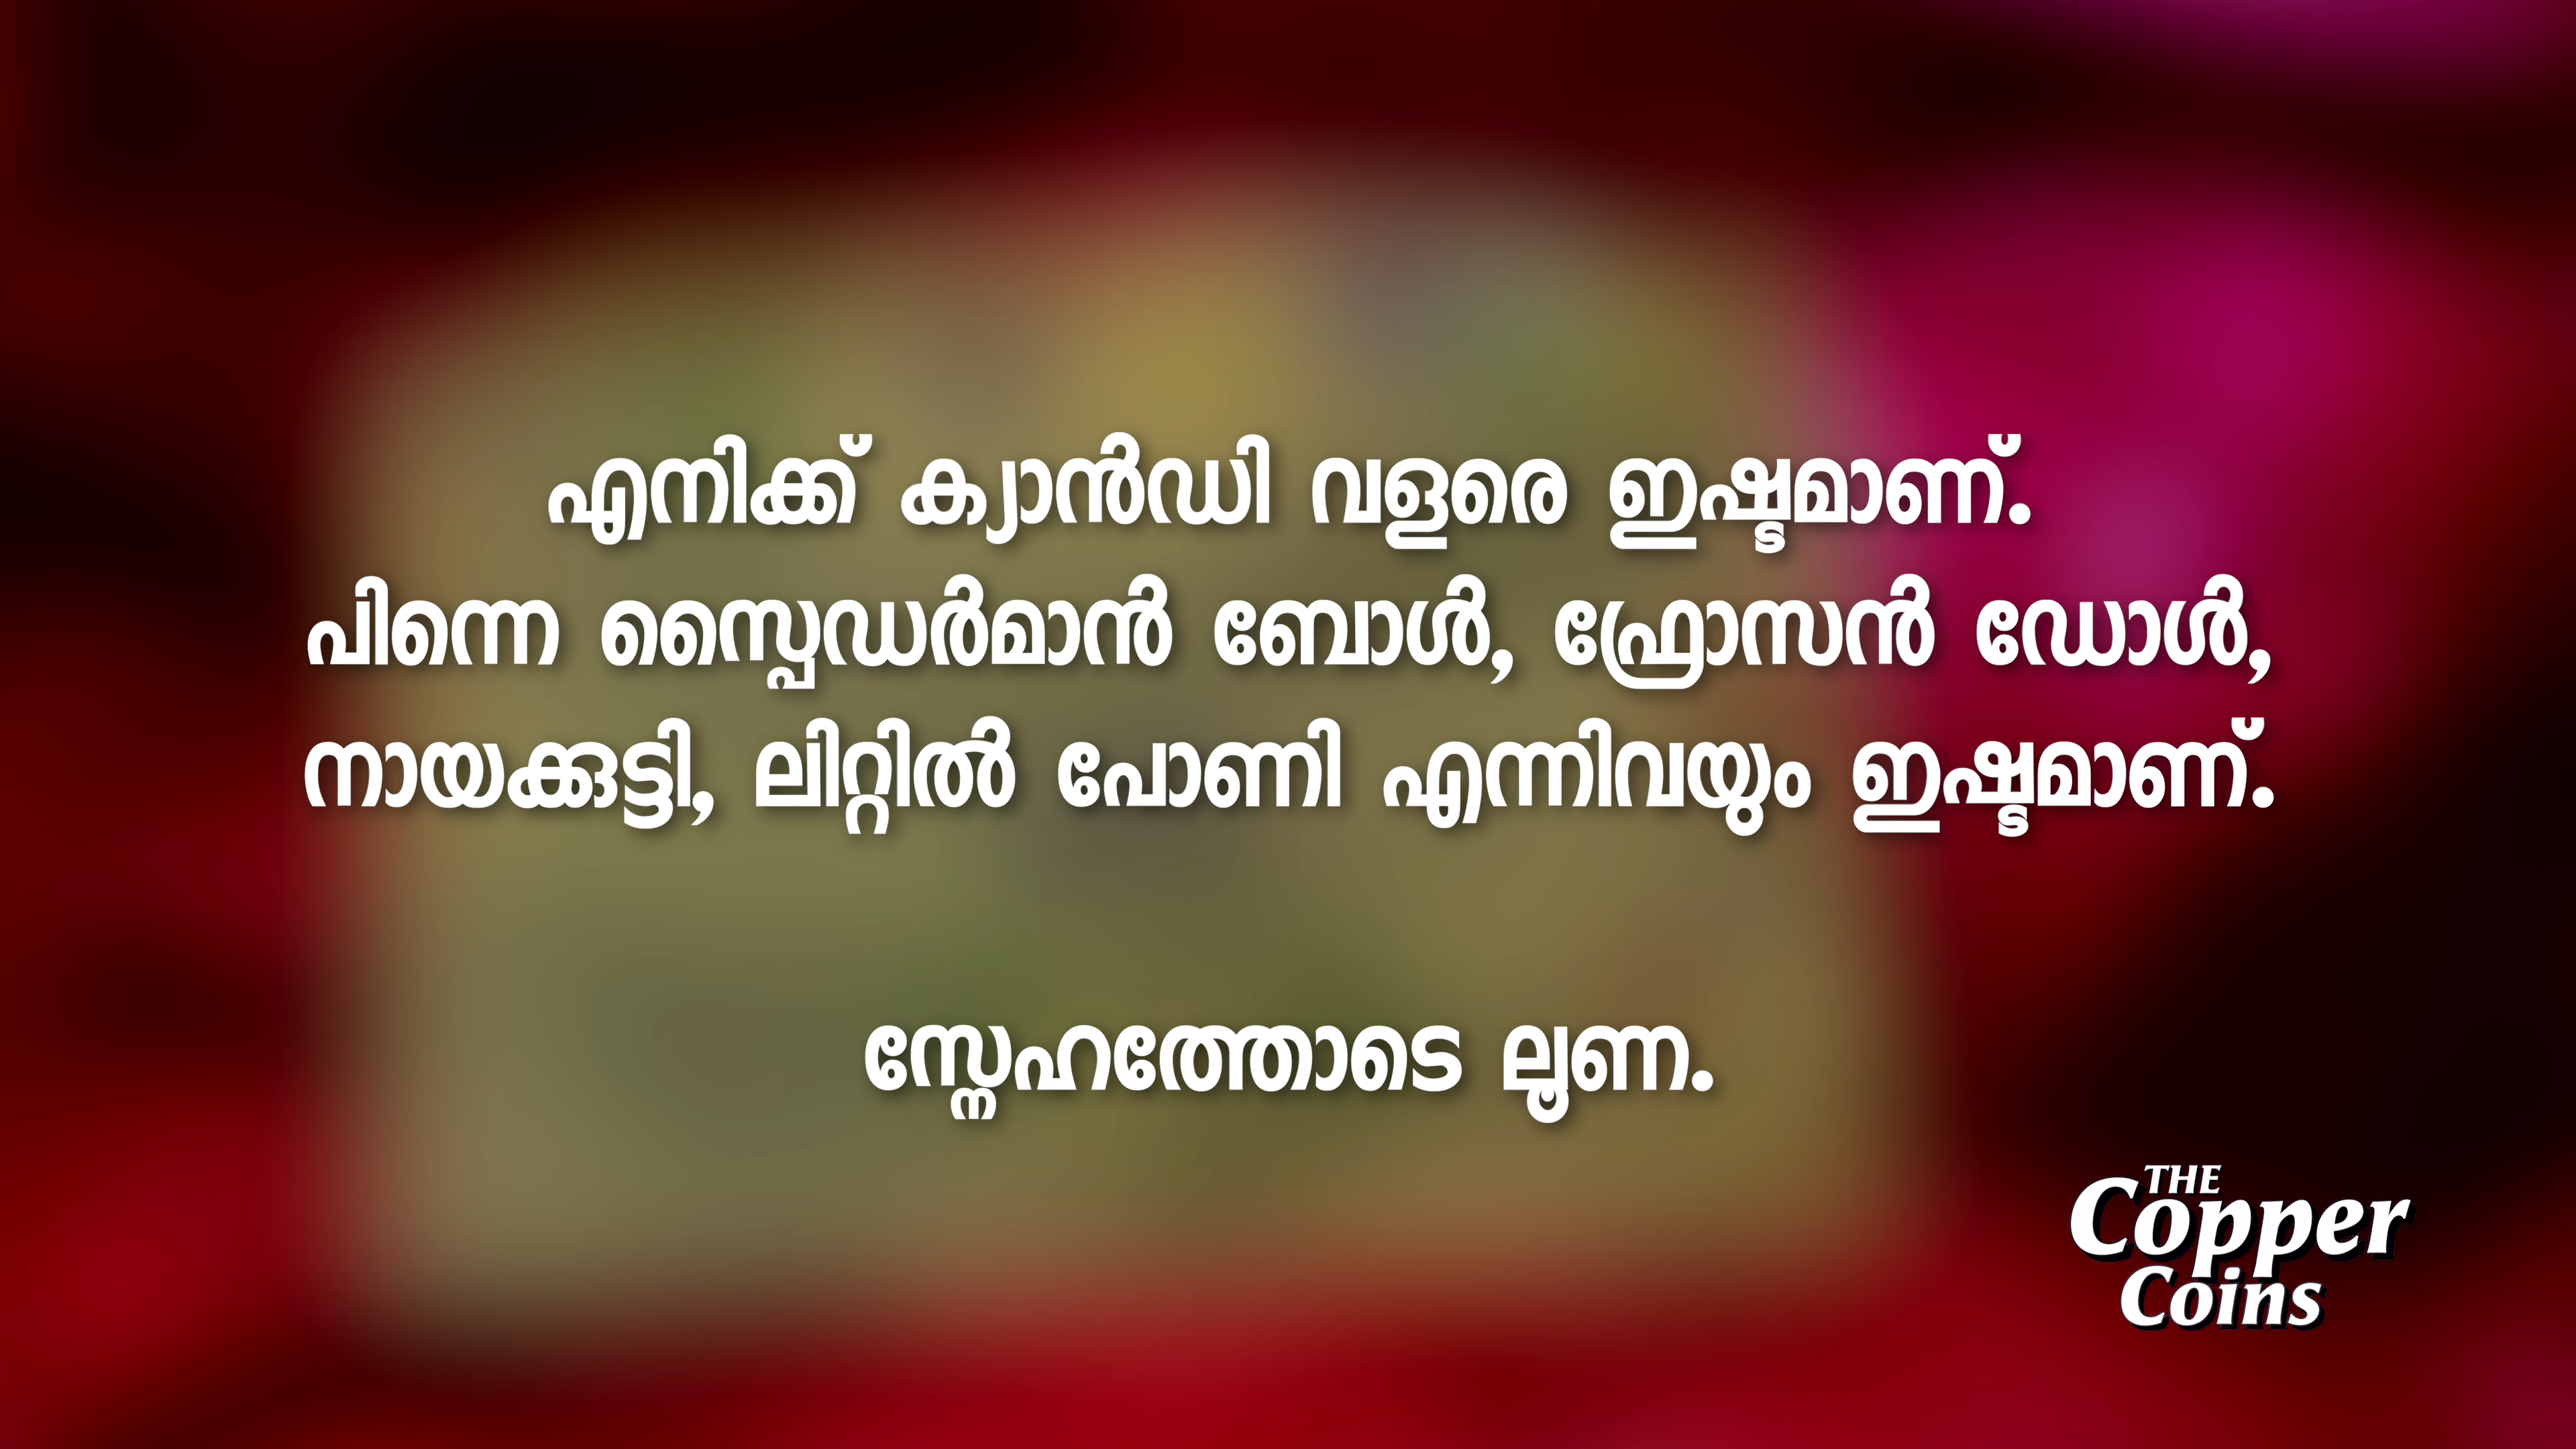 എനിക്ക് ക്യാൻഡി വളരെ ഇഷ്ടമാണ്.
പിന്നെ സ്പൈഡർമാൻ ബോൾ, ഫ്രോസൻ ഡോൾ,
നായക്കുട്ടി, ലിറ്റിൽ പോണി എന്നിവയും ഇഷ്ടമാണ്.
സ്നേഹത്തോടെ ലൂണ.
THE
Copper
Coins